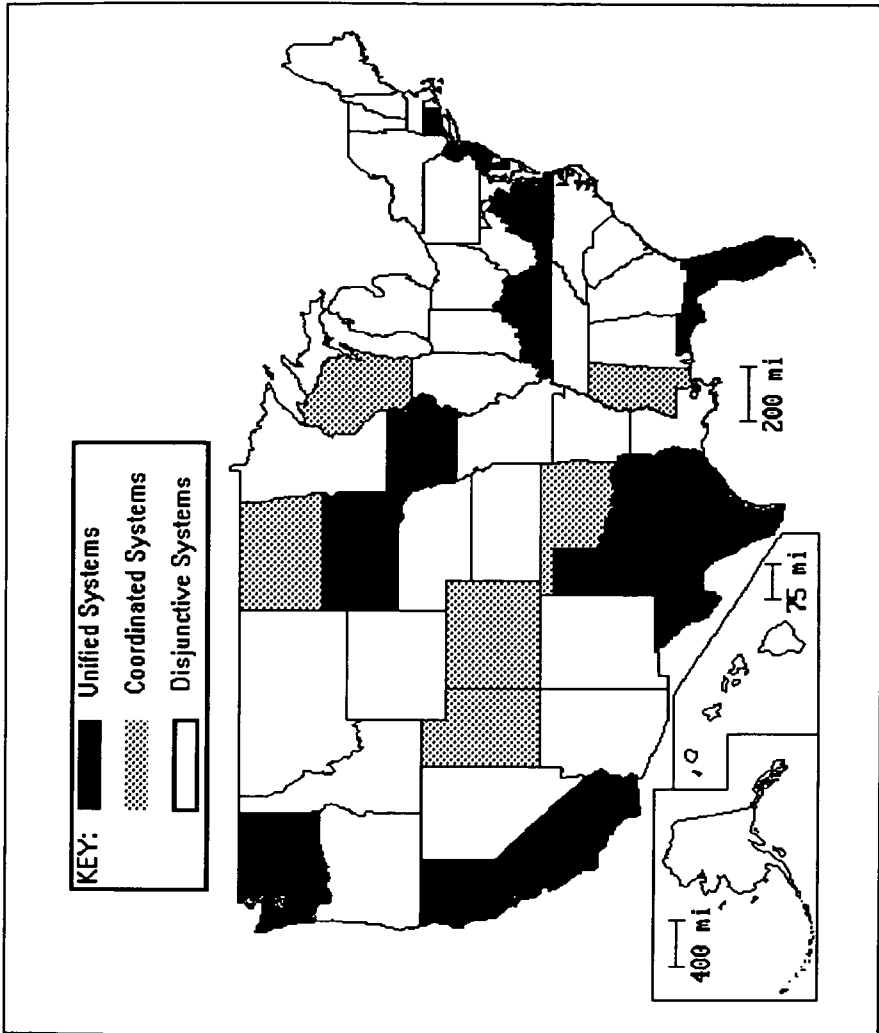 KEY:
Unified Systems
Coordinated Systems
Disjunctive Systems
200 mi
75 mi
400 mi